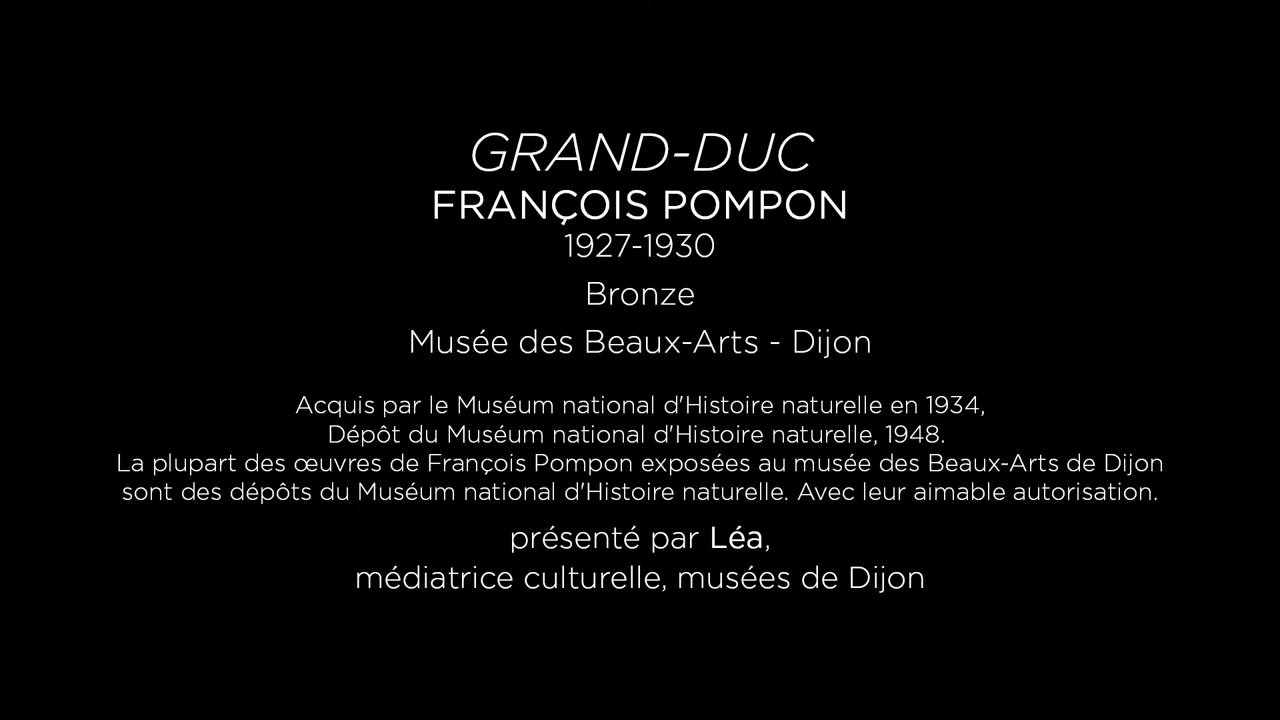 GRAND-DUC
FRANÇOIS POMPON
1927-1930
Bronze
Musée des Beaux-Arts - Dijon
Acquis par le Muséum national d'Histoire naturelle en 1934,
Dépôt du Muséum national d'Histoire naturelle, 1948.
La plupart des œuvres de François Pompon exposées au musée des Beaux-Arts de Dijon
sont des dépôts du Muséum national d'Histoire naturelle. Avec leur aimable autorisation.
présenté par Léa,
médiatrice culturelle, musées de Dijon